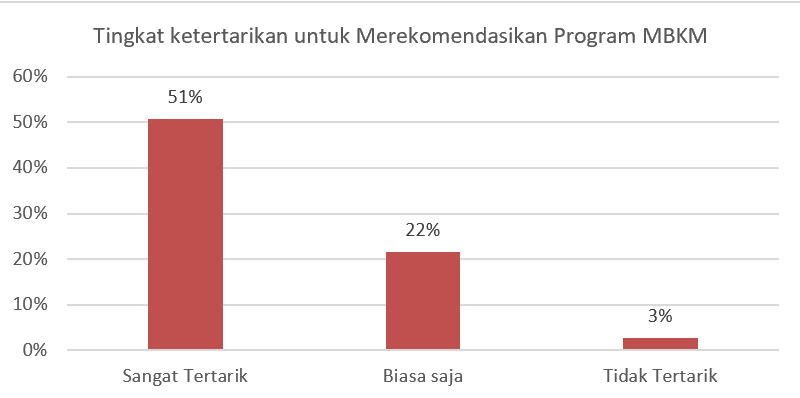 Tingkat ketertarikan untuk Merekomendasikan Program MBKM
60%
51%
50%
40%
30%
22%
20%
10%
3%
0%
Sangat Tertarik
Biasa saja
Tidak Tertarik